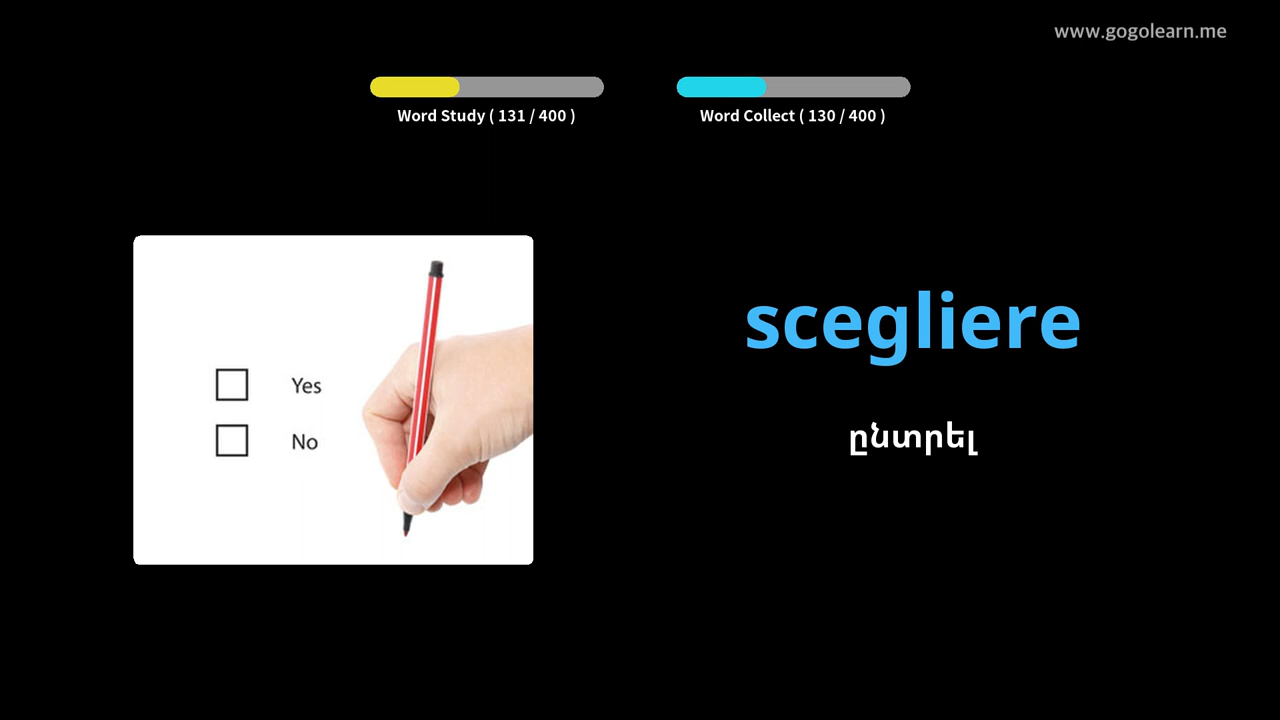 www.gogolearn.me
Word Study ( 131 / 400 )
Word Collect ( 130 / 400 )
Yes
No
scegliere
ընտրել